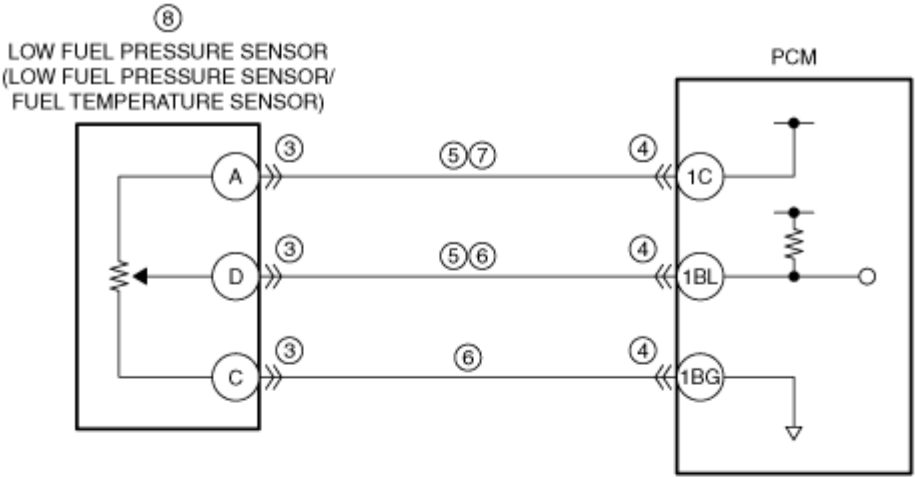 ⑧
LOW FUEL PRESSURE SENSOR
(LOW FUEL PRESSURE SENSOR/
FUEL TEMPERATURE SENSOR)
PCM
A ③ ⑤⑦ ④ 1C
D ③ ⑤⑥ ④ 1BL
C ③ ⑥ ④ 1BG